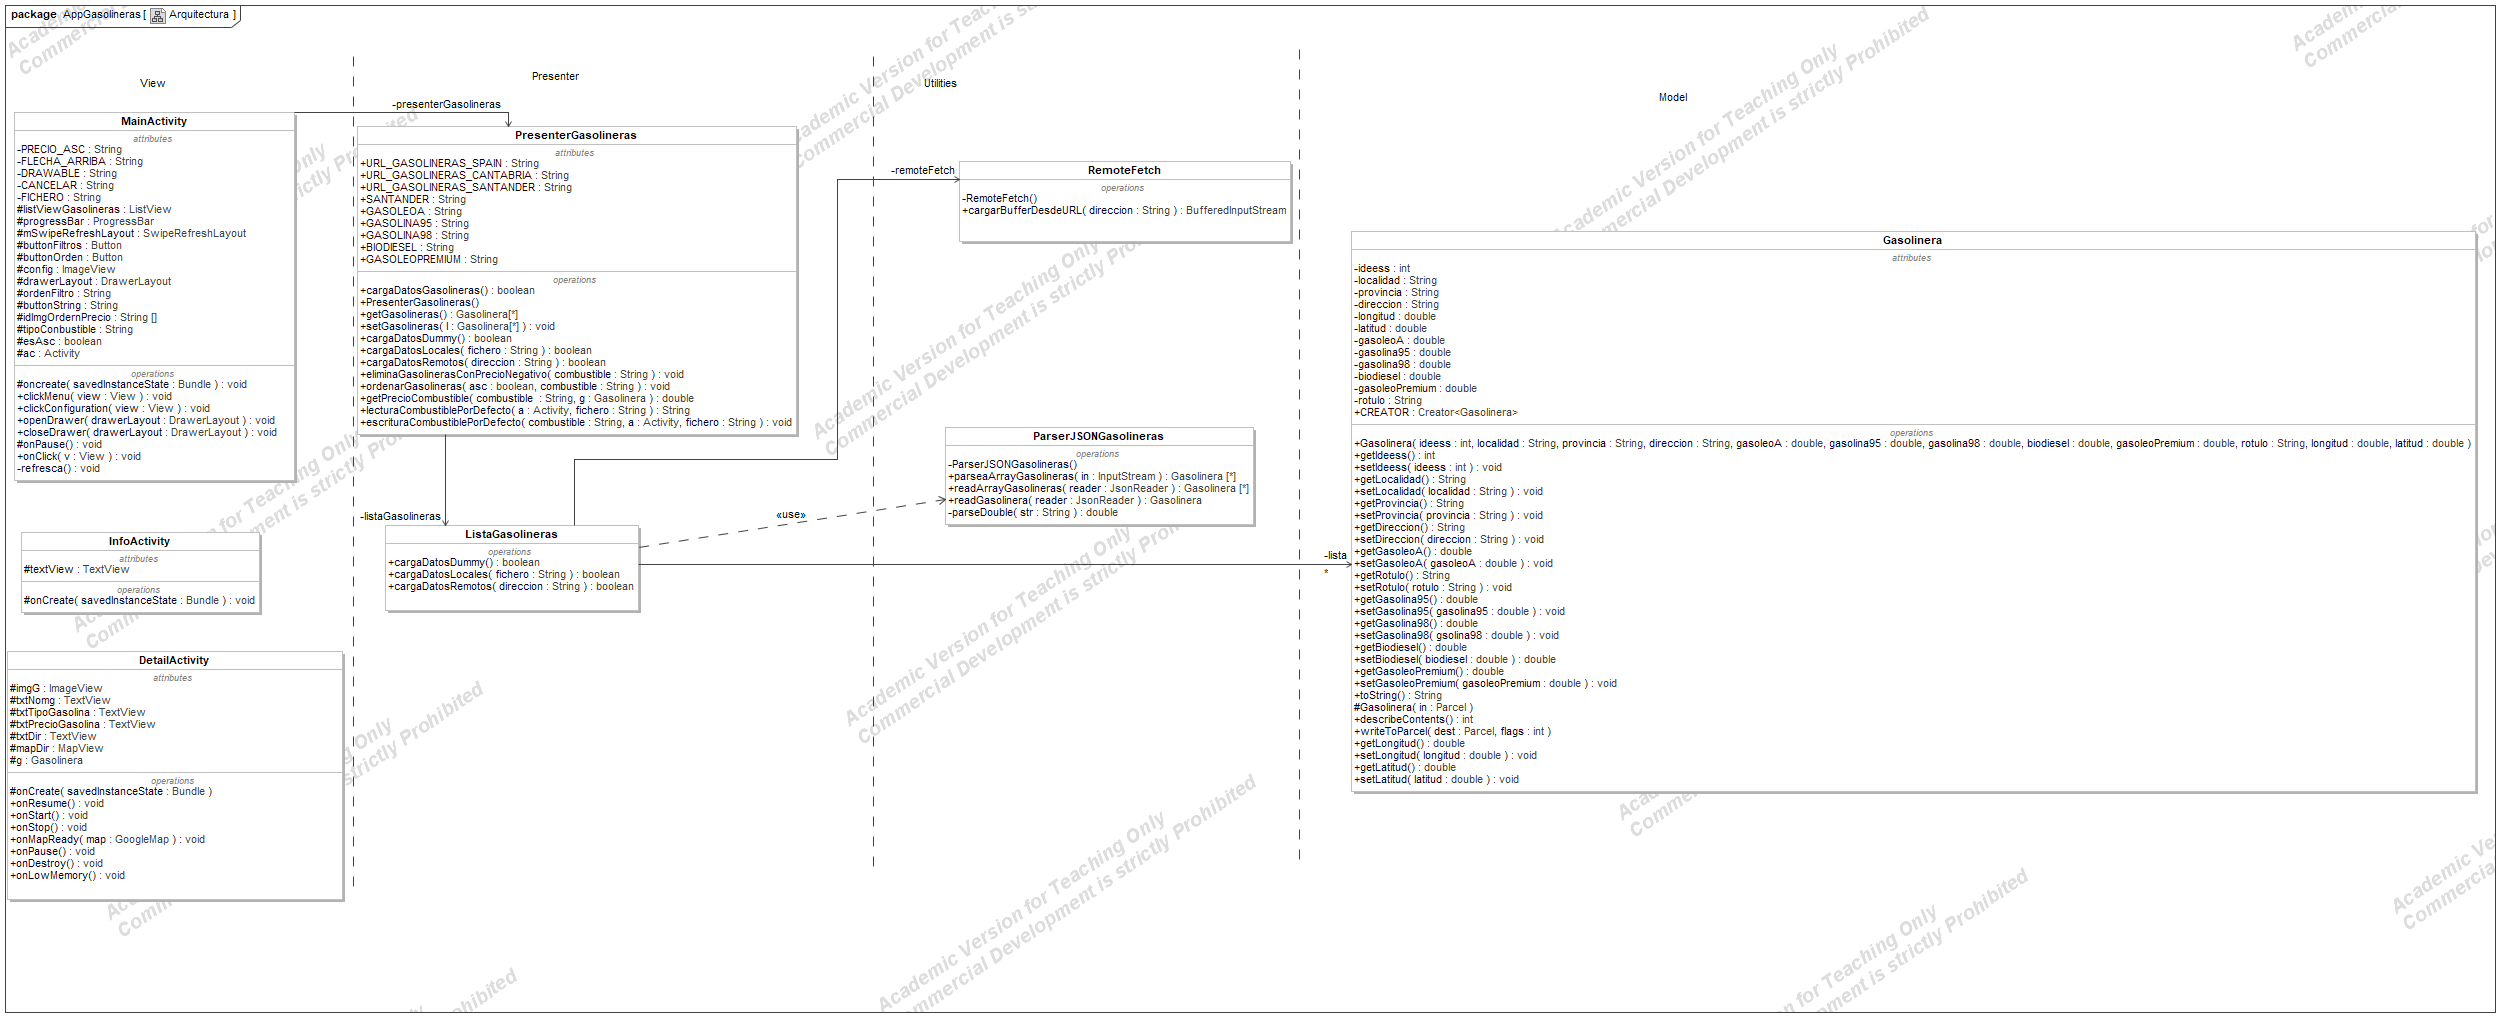 package AppGasolineras [ Arquitectura ]
View
Presenter
Utilities
Model
-presenterGasolineras
MainActivity
attributes
-PRECIO_ASC : String
-FLECHA_ARRIBA : String
-DRAWABLE : String
-CANCELAR : String
-FICHERO : String
#listViewGasolineras : ListView
#progressBar : ProgressBar
#mSwipeRefreshLayout : SwipeRefreshLayout
#buttonFiltros : Button
#buttonOrden : Button
#config : ImageView
#drawerLayout : DrawerLayout
#ordenFiltro : String
#buttonString : String
#idImgOrdernPrecio : String []
#tipoConbustible : String
#esAsc : boolean
#ac : Activity
operations
#oncreate( savedInstanceState : Bundle ) : void
+clickMenu( view : View ) : void
+clickConfiguration( view : View ) : void
+openDrawer( drawerLayout : DrawerLayout ) : void
+closeDrawer( drawerLayout : DrawerLayout ) : void
#onPause() : void
+onClick( v : View ) : void
-refresca() : void
InfoActivity
attributes
#textView : TextView
operations
#onCreate( savedInstanceState : Bundle ) : void
DetailActivity
attributes
#imgG : ImageView
#txtNomg : TextView
#txtTipoGasolina : TextView
#txtPrecioGasolina : TextView
#txtDir : TextView
#mapDir : MapView
#g : Gasolinera
operations
#onCreate( savedInstanceState : Bundle )
+onResume() : void
+onStart() : void
+onStop() : void
+onMapReady( map : GoogleMap ) : void
+onPause() : void
+onDestroy() : void
+onLowMemory() : void
PresenterGasolineras
attributes
+URL_GASOLINERAS_SPAIN : String
+URL_GASOLINERAS_CANTABRIA : String
+URL_GASOLINERAS_SANTANDER : String
+SANTANDER : String
+GASOLEOA : String
+GASOLINA95 : String
+GASOLINA98 : String
+BIODIESEL : String
+GASOLEOPREMIUM : String
operations
+cargaDatosGasolineras() : boolean
+PresenterGasolineras()
+getGasolineras() : Gasolinera[*]
+setGasolineras( l : Gasolinera[*] ) : void
+cargaDatosDummy() : boolean
+cargaDatosLocales( fichero : String ) : boolean
+cargaDatosRemotos( direccion : String ) : boolean
+eliminaGasolinerasConPrecioNegativo( combustible : String ) : void
+ordenarGasolineras( asc : boolean, combustible : String ) : void
+getPrecioCombustible( combustible : String, g : Gasolinera ) : double
+lecturaCombustiblePorDefecto( a : Activity, fichero : String ) : String
+escrituraCombustiblePorDefecto( combustible : String, a : Activity, fichero : String ) : void
-listaGasolineras
ListaGasolineras
operations
+cargaDatosDummy() : boolean
+cargaDatosLocales( fichero : String ) : boolean
+cargaDatosRemotos( direccion : String ) : boolean
-remoteFetch
RemoteFetch
operations
-RemoteFetch()
+cargarBufferDesdeURL( direccion : String ) : BufferedInputStream
«use»
ParserJSONGasolineras
operations
-ParserJSONGasolineras()
+parseaArrayGasolineras( in : InputStream ) : Gasolinera [*]
+readArrayGasolineras( reader : JsonReader ) : Gasolinera [*]
+readGasolinera( reader : JsonReader ) : Gasolinera
-parseDouble( str : String ) : double
-lista
*
Gasolinera
attributes
-ideess : int
-localidad : String
-provincia : String
-direccion : String
-longitud : double
-latitud : double
-gasoleoA : double
-gasolina95 : double
-gasolina98 : double
-biodiesel : double
-gasoleoPremium : double
-rotulo : String
+CREATOR : Creator<Gasolinera>
operations
+Gasolinera( ideess : int, localidad : String, provincia : String, direccion : String, gasoleoA : double, gasolina95 : double, gasolina98 : double, biodiesel : double, gasoleoPremium : double, rotulo : String, longitud : double, latitud : double )
+getIdeess() : int
+setIdeess( ideess : int ) : void
+getLocalidad() : String
+setLocalidad( localidad : String ) : void
+getProvincia() : String
+setProvincia( provincia : String ) : void
+getDireccion() : String
+setDireccion( direccion : String ) : void
+getGasoleoA() : double
+setGasoleoA( gasoleoA : double ) : void
+getRotulo() : String
+setRotulo( rotulo : String ) : void
+getGasolina95() : double
+setGasolina95( gasolina95 : double ) : void
+getGasolina98() : double
+setGasolina98( gsolina98 : double ) : void
+getBiodiesel() : double
+setBiodiesel( biodiesel : double ) : double
+getGasoleoPremium() : double
+setGasoleoPremium( gasoleoPremium : double ) : void
+toString() : String
#Gasolinera( in : Parcel )
+describeContents() : int
+writeToParcel( dest : Parcel, flags : int )
+getLongitud() : double
+setLongitud( longitud : double ) : void
+getLatitud() : double
+setLatitud( latitud : double ) : void
Academic Version for Teaching Only
Commercial Development is strictly Prohibited